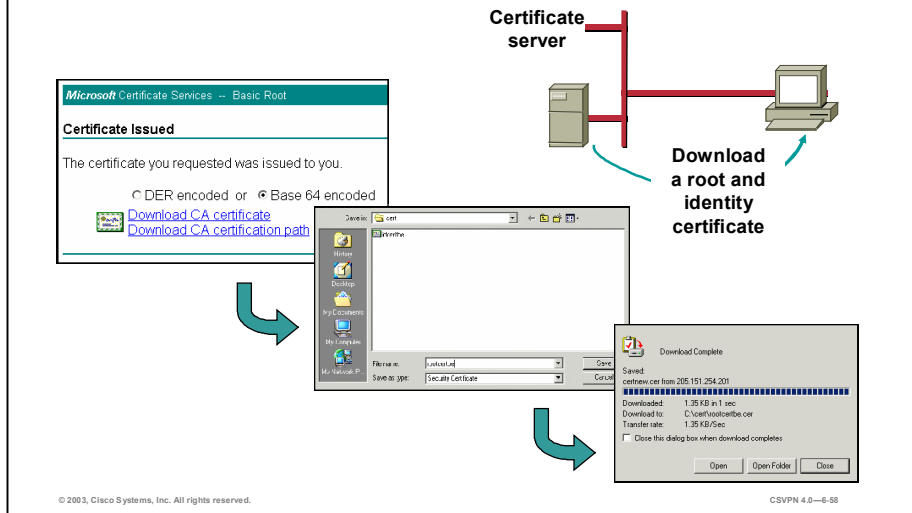 Certificate
server
Microsoft Certificate Services -- Basic Root
Certificate Issued
The certificate you requested was issued to you.
DER encoded or Base 64 encoded
Download CA certificate
Download CA certification path
Download
a root and
identity
certificate
Save in:
cert
History
Desktop
My Documents
My Computer
My Network P...
File name:
Save
Save as type:
Security Certificate
Cancel
Download Complete
Saved:
certnew.cer from 205.151.254.201
Downloaded: 1.35 KB in 1 sec
Download to: C:\cert\rootcertbe.cer
Transfer rate: 1.35 KB/Sec
Close this dialog box when download completes
Open
Open Folder
Close
© 2003, Cisco Systems, Inc. All rights reserved.
CSVPN 4.0—6-58